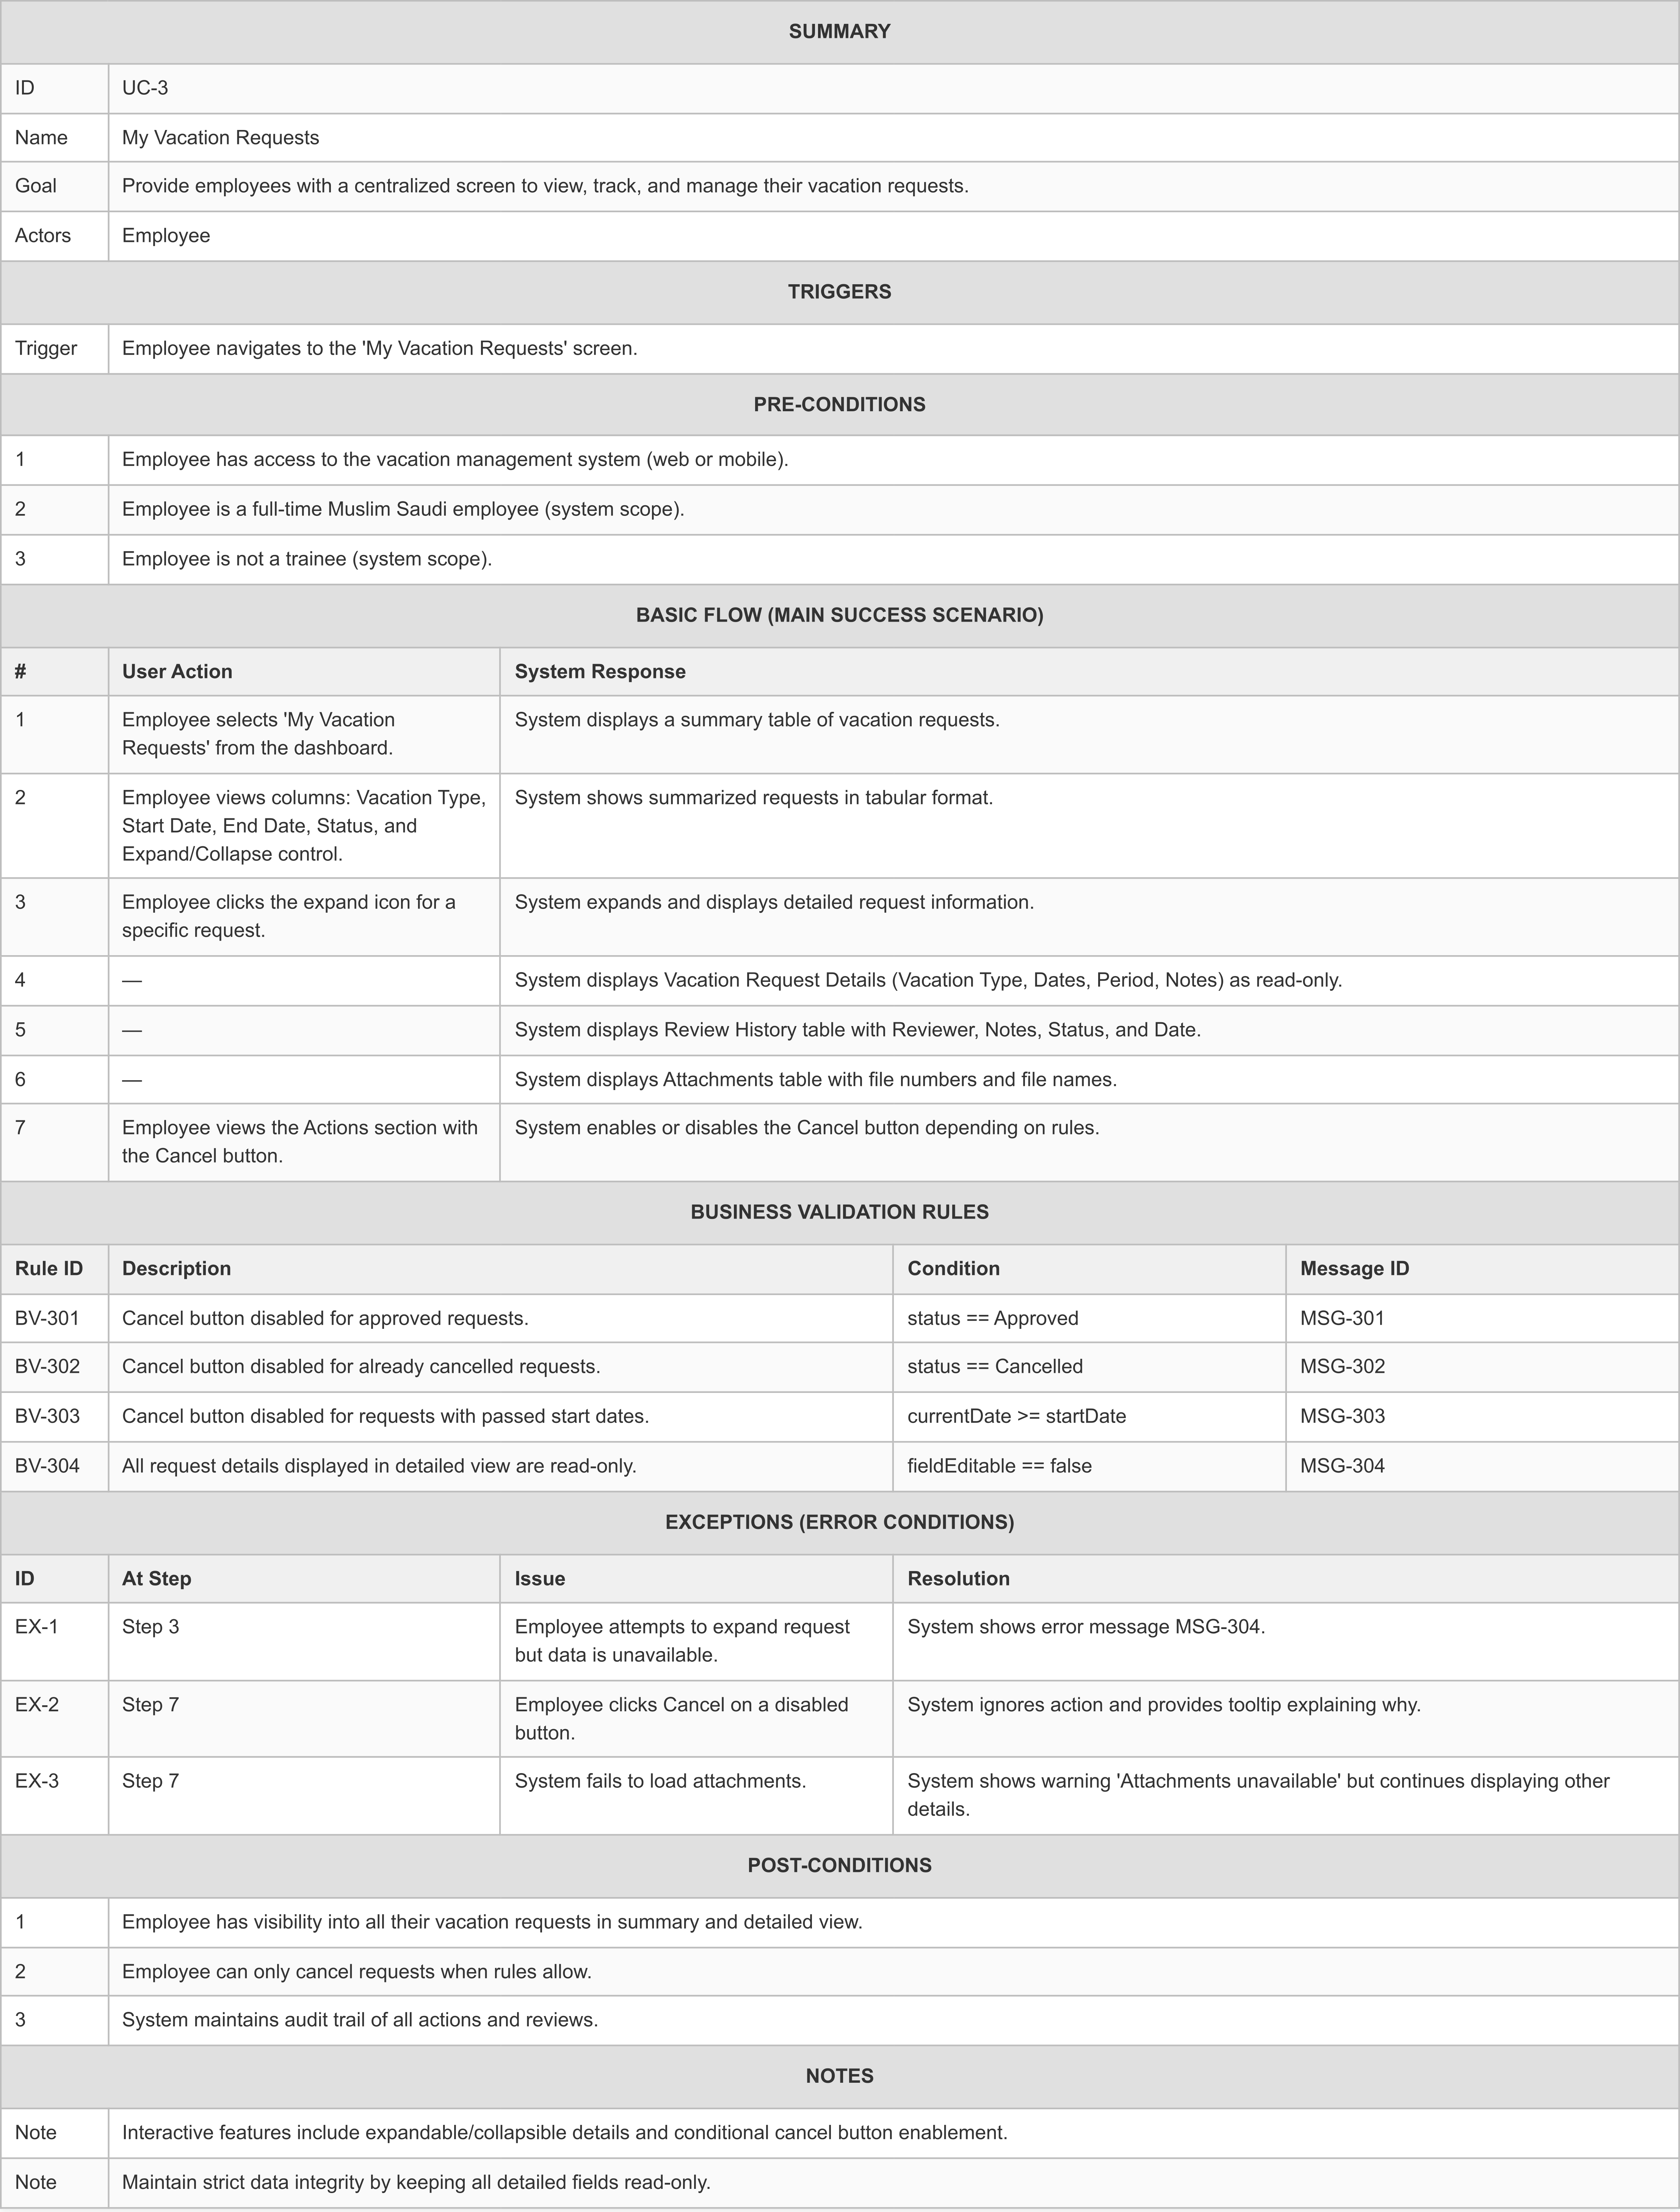 SUMMARY
ID UC-3
Name My Vacation Requests
Goal Provide employees with a centralized screen to view, track, and manage their vacation requests.
Actors Employee
TRIGGERS
Trigger Employee navigates to the 'My Vacation Requests' screen.
PRE-CONDITIONS
1 Employee has access to the vacation management system (web or mobile).
2 Employee is a full-time Muslim Saudi employee (system scope).
3 Employee is not a trainee (system scope).
BASIC FLOW (MAIN SUCCESS SCENARIO)
# User Action System Response
1 Employee selects 'My Vacation System displays a summary table of vacation requests.
Requests' from the dashboard.
2 Employee views columns: Vacation Type, System shows summarized requests in tabular format.
Start Date, End Date, Status, and
Expand/Collapse control.
3 Employee clicks the expand icon for a System expands and displays detailed request information.
specific request.
4 — System displays Vacation Request Details (Vacation Type, Dates, Period, Notes) as read-only.
5 — System displays Review History table with Reviewer, Notes, Status, and Date.
6 — System displays Attachments table with file numbers and file names.
7 Employee views the Actions section with System enables or disables the Cancel button depending on rules.
the Cancel button.
BUSINESS VALIDATION RULES
Rule ID Description Condition Message ID
BV-301 Cancel button disabled for approved requests. status == Approved MSG-301
BV-302 Cancel button disabled for already cancelled requests. status == Cancelled MSG-302
BV-303 Cancel button disabled for requests with passed start dates. currentDate >= startDate MSG-303
BV-304 All request details displayed in detailed view are read-only. fieldEditable == false MSG-304
EXCEPTIONS (ERROR CONDITIONS)
ID At Step Issue Resolution
EX-1 Step 3 Employee attempts to expand request System shows error message MSG-304.
but data is unavailable.
EX-2 Step 7 Employee clicks Cancel on a disabled System ignores action and provides tooltip explaining why.
button.
EX-3 Step 7 System fails to load attachments. System shows warning 'Attachments unavailable' but continues displaying other
details.
POST-CONDITIONS
1 Employee has visibility into all their vacation requests in summary and detailed view.
2 Employee can only cancel requests when rules allow.
3 System maintains audit trail of all actions and reviews.
NOTES
Note Interactive features include expandable/collapsible details and conditional cancel button enablement.
Note Maintain strict data integrity by keeping all detailed fields read-only.